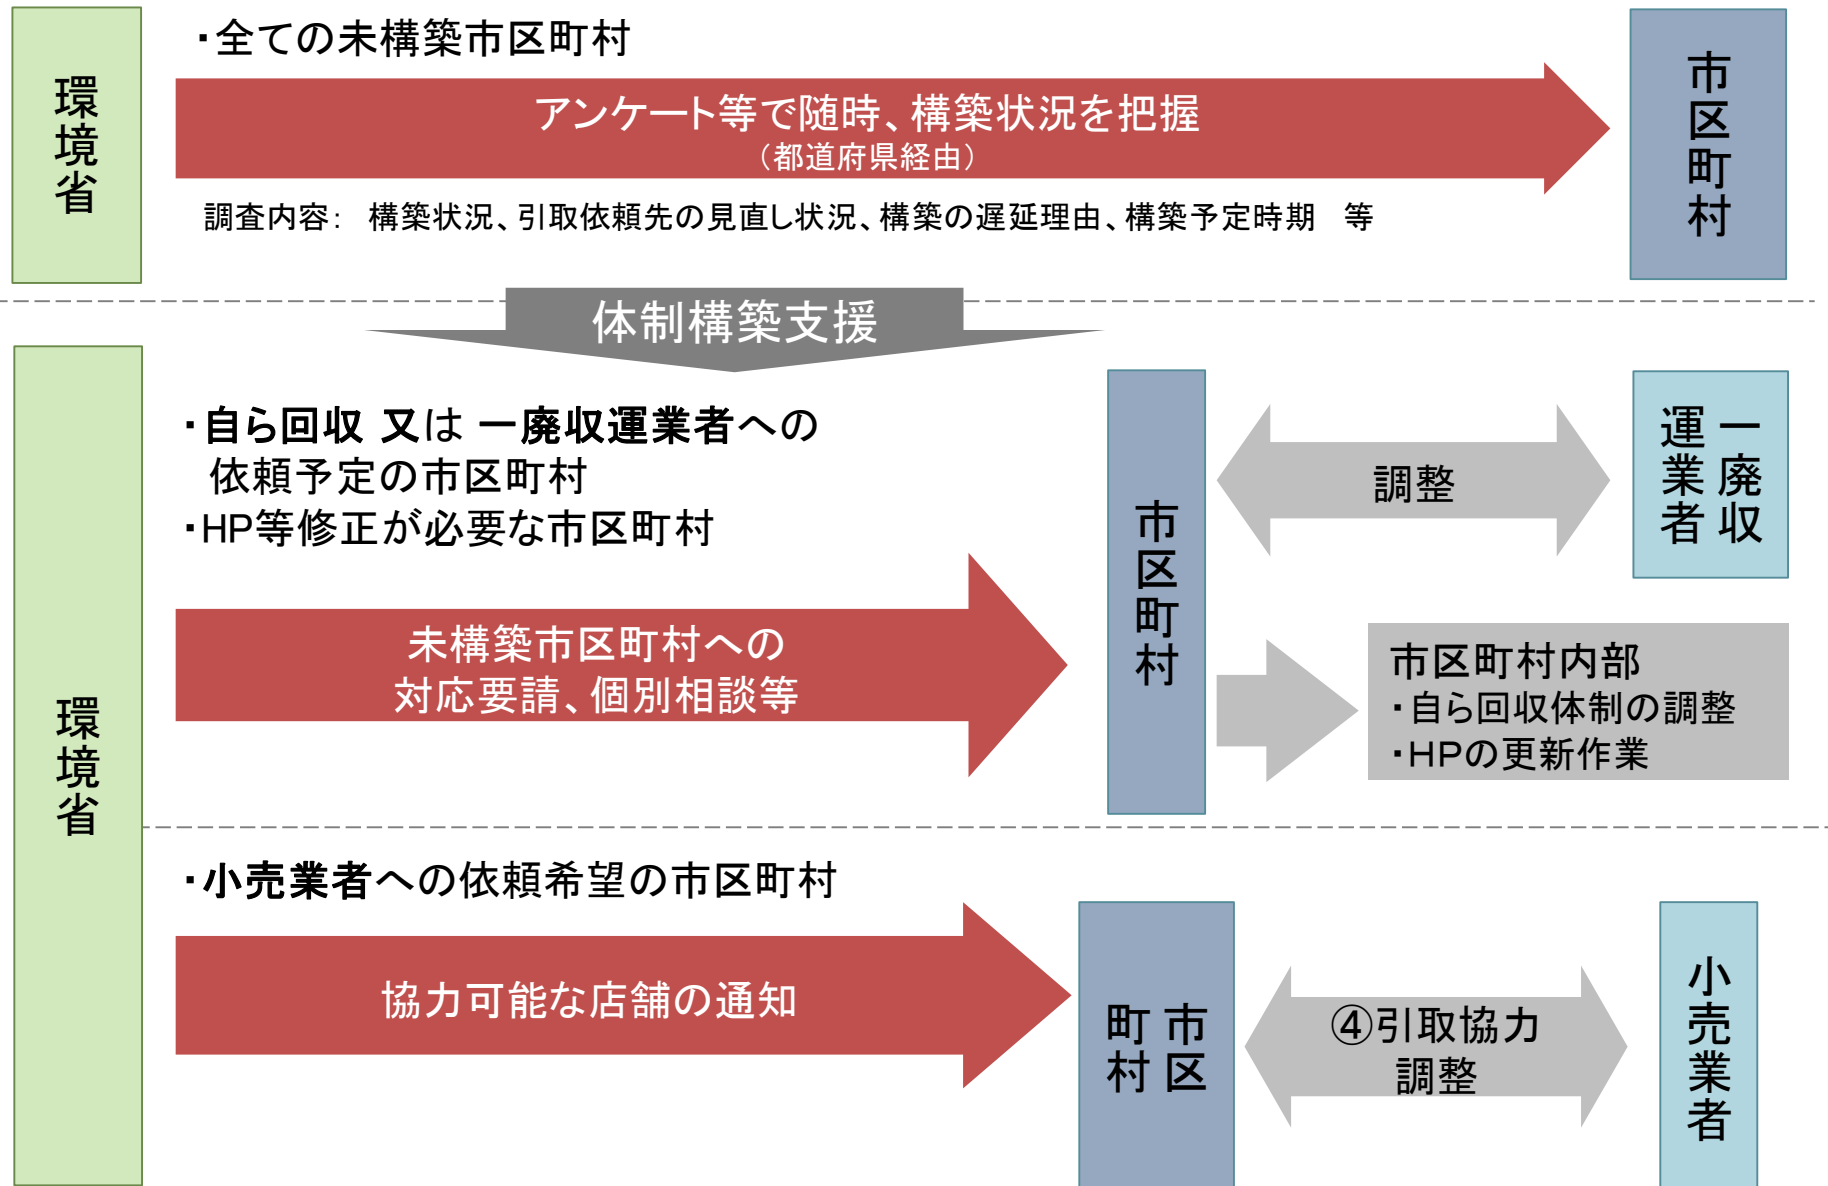 環境省
・全ての未構築市区町村
アンケート等で随時、構築状況を把握
（都道府県経由）
調査内容：　構築状況、引取依頼先の見直し状況、構築の遅延理由、構築予定時期　等
市区町村
体制構築支援
環境省
・自ら回収 又は 一廃収運業者への
依頼予定の市区町村
・HP等修正が必要な市区町村
未構築市区町村への
対応要請、個別相談等
市区町村
調整
一廃収
運業者
市区町村内部
・自ら回収体制の調整
・HPの更新作業
・小売業者への依頼希望の市区町村
協力可能な店舗の通知
市区
町村
④引取協力
調整
小売業者